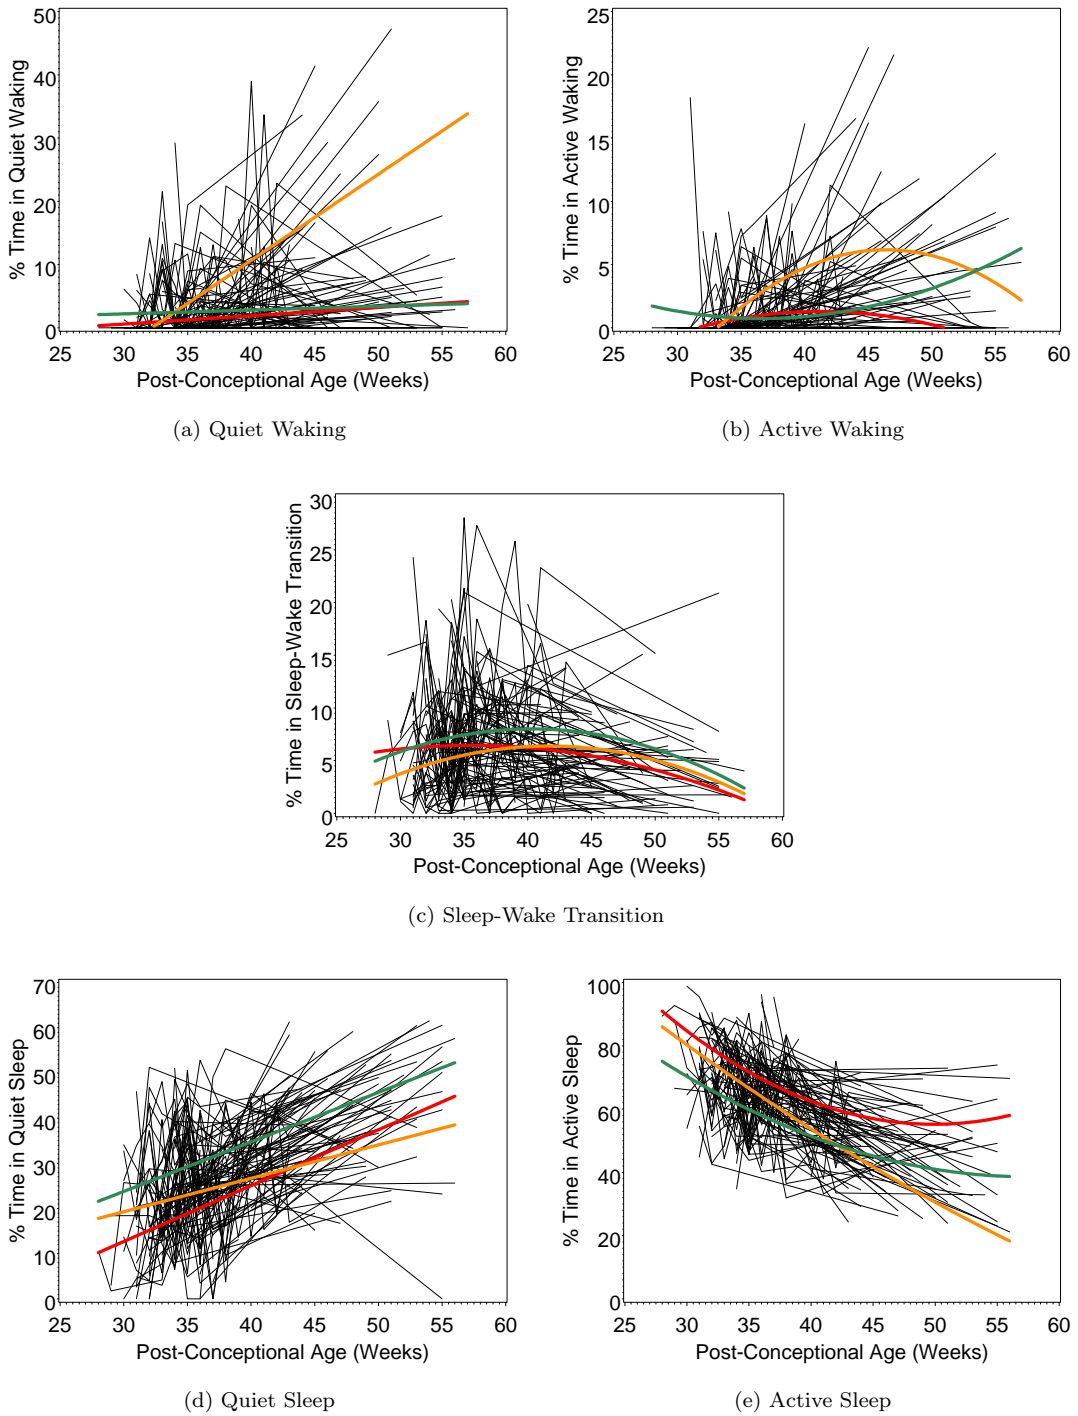 % Time in Quiet Waking
50
40
30
20
10
0
25 30 35 40 45 50 55 60
Post-Conceptional Age (Weeks)
(a) Quiet Waking
% Time in Active Waking
25
20
15
10
5
0
25 30 35 40 45 50 55 60
Post-Conceptional Age (Weeks)
(b) Active Waking
% Time in Sleep-Wake Transition
30
25
20
15
10
5
0
25 30 35 40 45 50 55 60
Post-Conceptional Age (Weeks)
(c) Sleep-Wake Transition
% Time in Quiet Sleep
70
60
50
40
30
20
10
0
25 30 35 40 45 50 55 60
Post-Conceptional Age (Weeks)
(d) Quiet Sleep
% Time in Active Sleep
100
80
60
40
20
0
25 30 35 40 45 50 55 60
Post-Conceptional Age (Weeks)
(e) Active Sleep